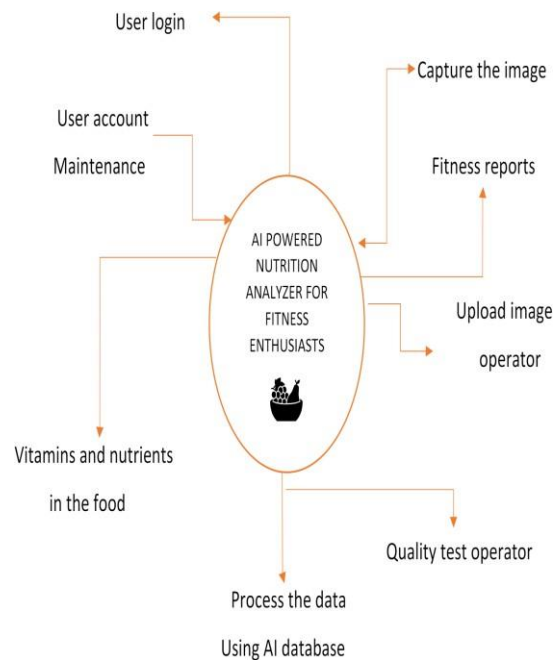 User login
Capture the image
User account
Maintenance
Fitness reports
AI POWERED
NUTRITION
ANALYZER FOR
FITNESS
ENTHUSIASTS
Upload image
operator
Vitamins and nutrients
in the food
Quality test operator
Process the data
Using AI database